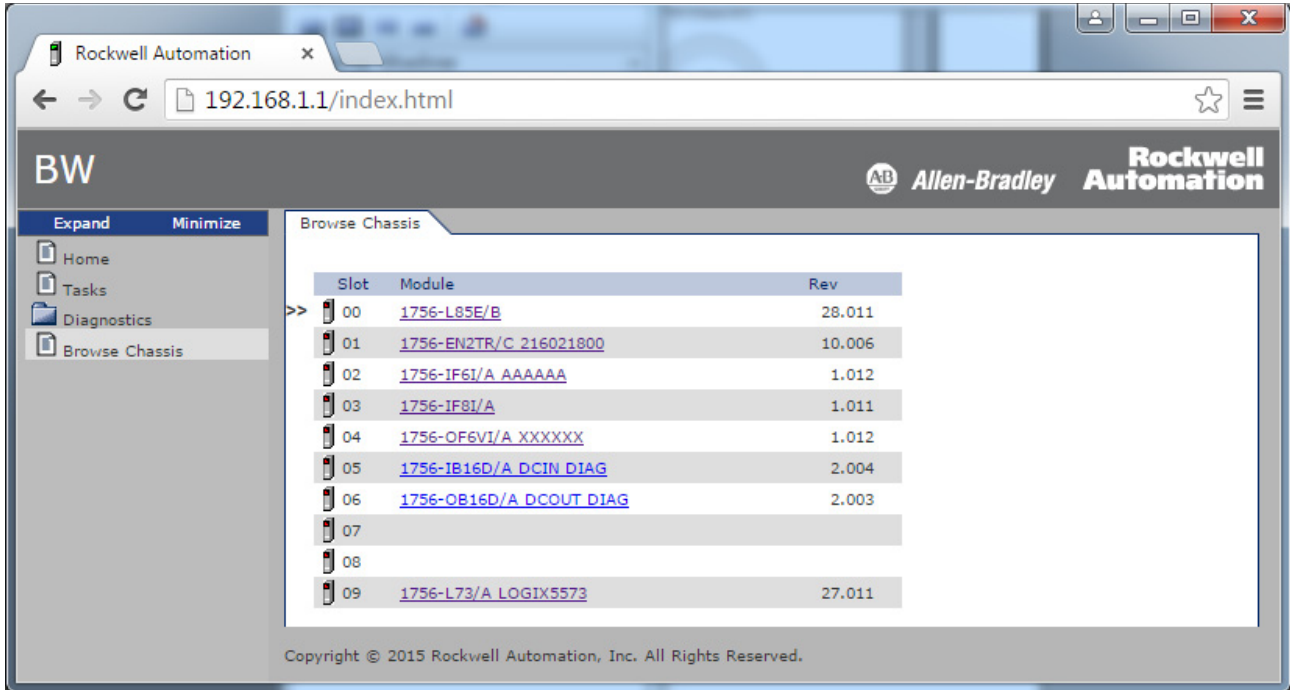 Rockwell Automation
192.168.1.1/index.html
BW
AB Allen-Bradley Rockwell Automation
Expand Minimize
Home
Tasks
Diagnostics
Browse Chassis
Browse Chassis
Slot Module Rev
>> 00 1756-L85E/B 28.011
01 1756-EN2TR/C 216021800 10.006
02 1756-IF6I/A AAAAAA 1.012
03 1756-IF8I/A 1.011
04 1756-OF6VI/A XXXXXX 1.012
05 1756-IB16D/A DCIN DIAG 2.004
06 1756-OB16D/A DCOUT DIAG 2.003
07
08
09 1756-L73/A LOGIX5573 27.011
Copyright © 2015 Rockwell Automation, Inc. All Rights Reserved.